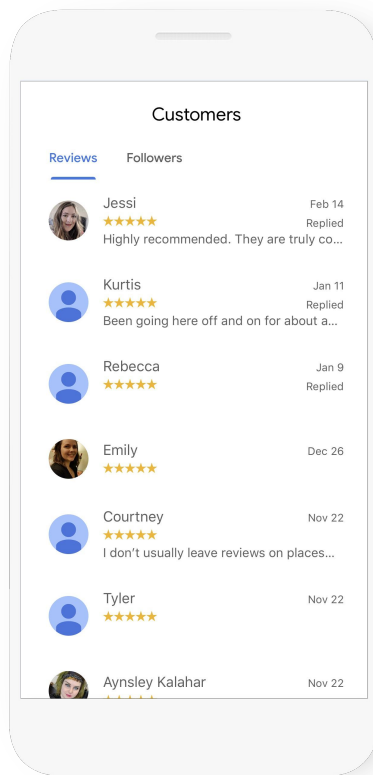 Customers
Reviews Followers
Jessi Feb 14
★★★★★ Replied
Highly recommended. They are truly co...
Kurtis Jan 11
★★★★★ Replied
Been going here off and on for about a...
Rebecca Jan 9
★★★★★ Replied
Emily Dec 26
★★★★★
Courtney Nov 22
★★★★★
I don't usually leave reviews on places...
Tyler Nov 22
★★★★★
Aynsley Kalahar Nov 22